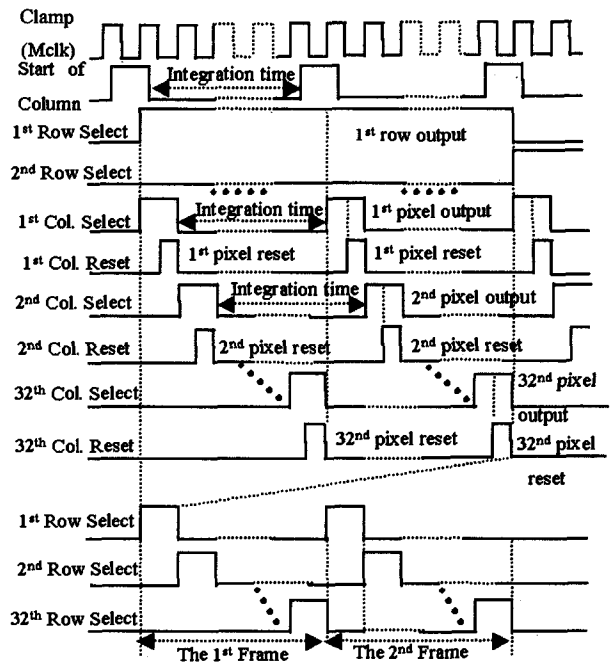 Clamp
(Mclk)
Start of
Column
Integration time
1st Row Select
1st row output
2nd Row Select
1st Col. Select
Integration time
1st pixel output
1st Col. Reset
1st pixel reset
1st pixel reset
2nd Col. Select
Integration time
2nd pixel output
2nd Col. Reset
2nd pixel reset
2nd pixel reset
32th Col. Select
32nd pixel
output
32th Col. Reset
32nd pixel reset
32nd pixel
reset
1st Row Select
2nd Row Select
32th Row Select
The 1st Frame
The 2nd Frame